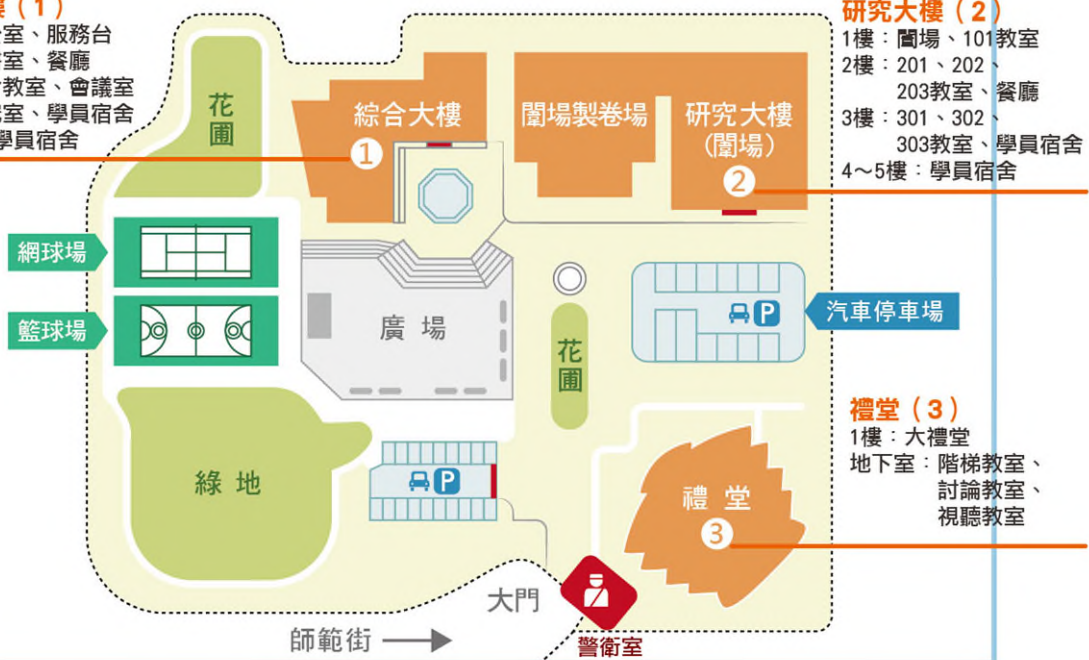 樓（1）
室、服務台
室、餐廳
教室、會議室
室、學員宿舍
學員宿舍
研究大樓（2）
1樓：闈場、101教室
2樓：201、202、
203教室、餐廳
3樓：301、302、
303教室、學員宿舍
4～5樓：學員宿舍
花圃
綜合大樓
1
闈場製卷場
研究大樓
(闈場)
2
網球場
籃球場
廣場
花圃
P
汽車停車場
禮堂（3）
1樓：大禮堂
地下室：階梯教室、
討論教室、
視聽教室
綠地
P
禮堂
3
大門
師範街
警衛室